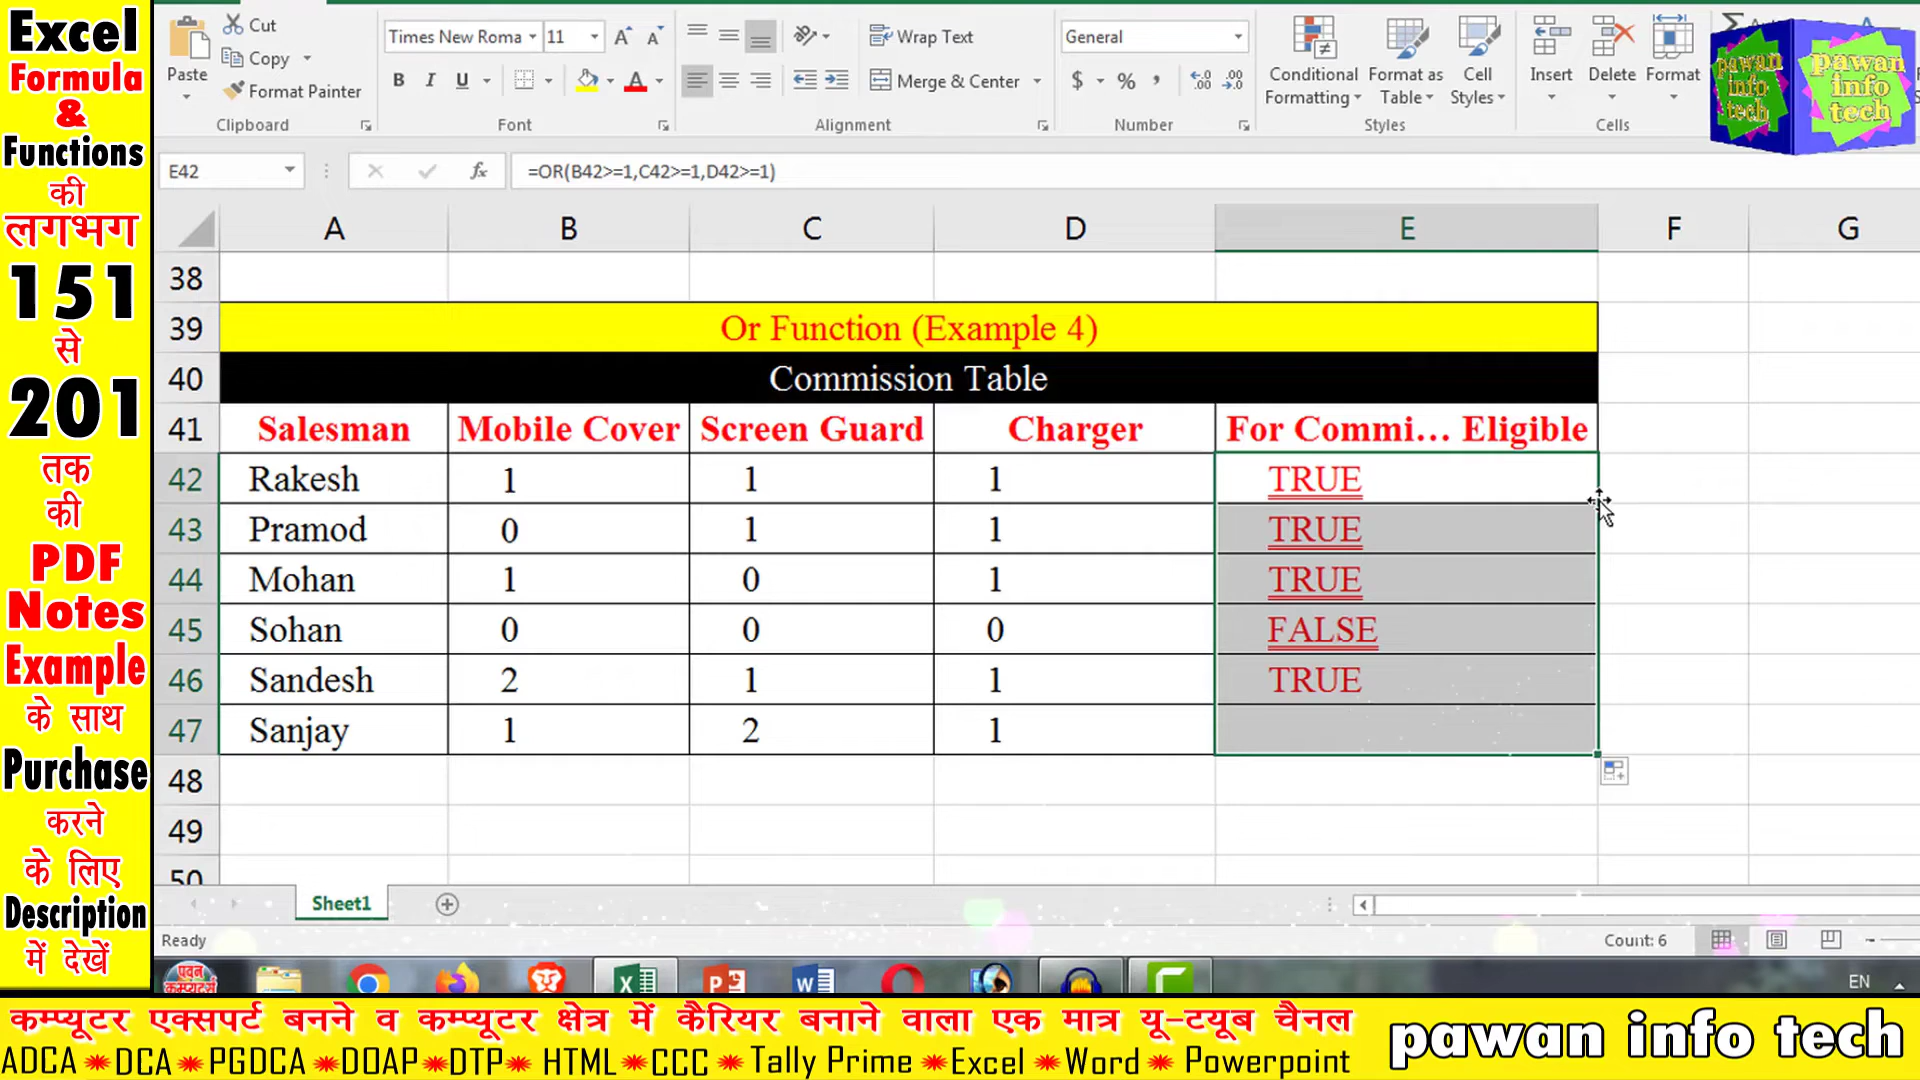 Excel
Formula
&
Functions
की
लगभग
151
से
201
तक
की
PDF
Notes
Example
के साथ
Purchase
करने
के लिए
Description
में देखें
Cut
Copy
Format Painter
Paste
Clipboard
Times New Roma 11
B I U
Font
Wrap Text
Merge & Center
Alignment
General
$ % ,
Number
Conditional Formatting
Format as Table
Cell Styles
Styles
Insert Delete Format
Cells
pawan info tech
pawan info tech
E42 fx =OR(B42>=1,C42>=1,D42>=1)
A B C D E F G
38
39 Or Function (Example 4)
40 Commission Table
41 Salesman Mobile Cover Screen Guard Charger For Commi... Eligible
42 Rakesh 1 1 1 TRUE
43 Pramod 0 1 1 TRUE
44 Mohan 1 0 1 TRUE
45 Sohan 0 0 0 FALSE
46 Sandesh 2 1 1 TRUE
47 Sanjay 1 2 1
48
49
50
Sheet1
Ready Count: 6
पवन कम्प्यूटर्स
EN
कम्प्यूटर एक्सपर्ट बनने व कम्प्यूटर क्षेत्र में कैरियर बनाने वाला एक मात्र यू-टयूब चैनल
ADCA DCA PGDCA DOAP DTP HTML CCC Tally Prime Excel Word Powerpoint
pawan info tech